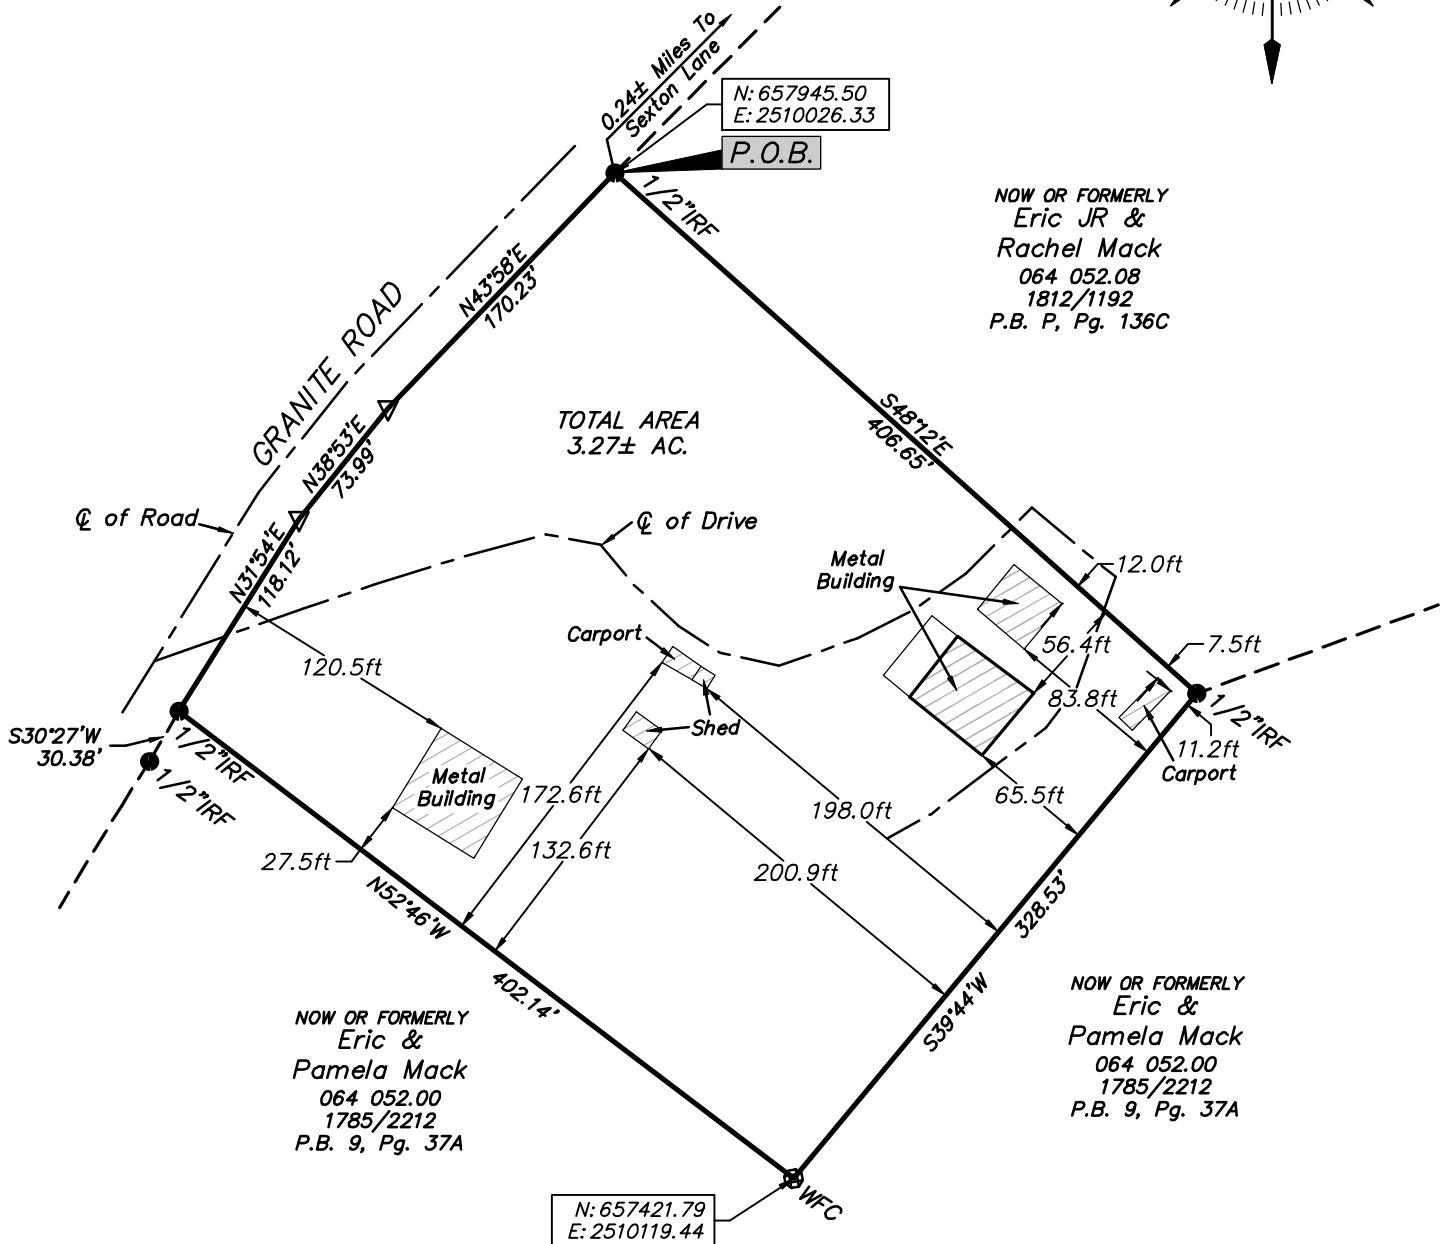 0.24± Miles To
Sexton Lane
N: 657945.50
E: 2510026.33
P.O.B.
1/2"IRF
NOW OR FORMERLY
Eric JR &
Rachel Mack
064 052.08
1812/1192
P.B. P, Pg. 136C
N43°58'E
170.23'
GRANITE ROAD
TOTAL AREA
3.27± AC.
S48°12'E
406.65'
N38°53'E
73.99'
℄ of Road
℄ of Drive
N31°54'E
118.12'
Metal
Building
12.0ft
Carport
56.4ft
7.5ft
120.5ft
83.8ft
1/2"IRF
S30°27'W
30.38'
1/2"IRF
1/2"IRF
Shed
11.2ft
Carport
Metal
Building
172.6ft
198.0ft
65.5ft
27.5ft
132.6ft
200.9ft
N52°46'W
402.14'
328.53'
S39°44'W
NOW OR FORMERLY
Eric &
Pamela Mack
064 052.00
1785/2212
P.B. 9, Pg. 37A
NOW OR FORMERLY
Eric &
Pamela Mack
064 052.00
1785/2212
P.B. 9, Pg. 37A
WFC
N: 657421.79
E: 2510119.44